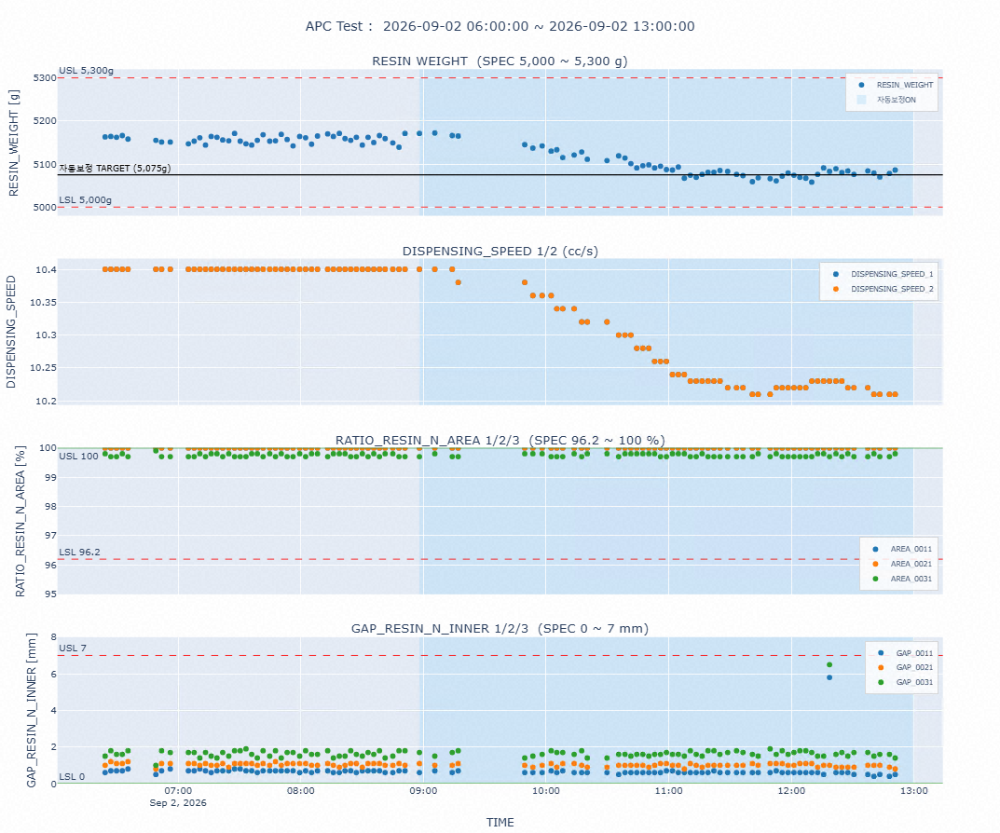 APC Test :  2026-09-02 06:00:00 ~ 2026-09-02 13:00:00
RESIN WEIGHT  (SPEC 5,000 ~ 5,300 g)
USL 5,300g
5300
5200
5100
5000
RESIN_WEIGHT [g]
RESIN_WEIGHT
자동보정ON
자동보정 TARGET (5,075g)
LSL 5,000g
DISPENSING_SPEED 1/2 (cc/s)
10.4
10.35
10.3
10.25
10.2
DISPENSING_SPEED
DISPENSING_SPEED_1
DISPENSING_SPEED_2
RATIO_RESIN_N_AREA 1/2/3  (SPEC 96.2 ~ 100 %)
100
99
98
97
96
95
RATIO_RESIN_N_AREA [%]
USL 100
LSL 96.2
AREA_0011
AREA_0021
AREA_0031
GAP_RESIN_N_INNER 1/2/3  (SPEC 0 ~ 7 mm)
8
6
4
2
0
GAP_RESIN_N_INNER [mm]
USL 7
LSL 0
GAP_0011
GAP_0021
GAP_0031
07:00 08:00 09:00 10:00 11:00 12:00 13:00
Sep 2, 2026
TIME